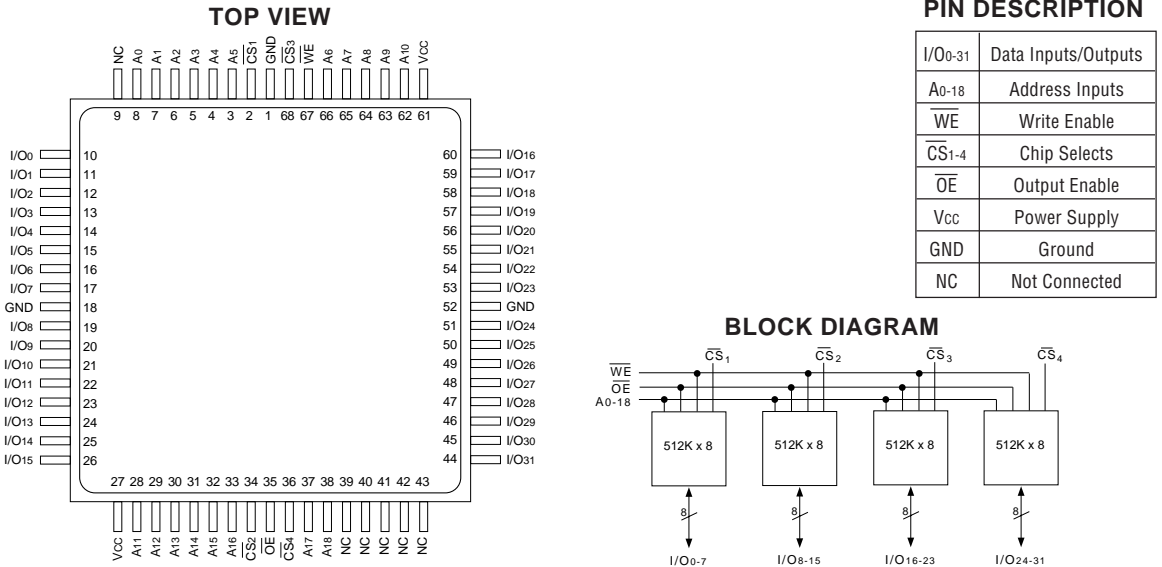 TOP VIEW
NC A0 A1 A2 A3 A4 A5 CS1 GND CS3 WE A6 A7 A8 A9 A10 VCC
9 8 7 6 5 4 3 2 1 68 67 66 65 64 63 62 61
I/O0 10 60 I/O16
I/O1 11 59 I/O17
I/O2 12 58 I/O18
I/O3 13 57 I/O19
I/O4 14 56 I/O20
I/O5 15 55 I/O21
I/O6 16 54 I/O22
I/O7 17 53 I/O23
GND 18 52 GND
I/O8 19 51 I/O24
I/O9 20 50 I/O25
I/O10 21 49 I/O26
I/O11 22 48 I/O27
I/O12 23 47 I/O28
I/O13 24 46 I/O29
I/O14 25 45 I/O30
I/O15 26 44 I/O31
27 28 29 30 31 32 33 34 35 36 37 38 39 40 41 42 43
VCC A11 A12 A13 A14 A15 A16 CS2 OE CS4 A17 A18 NC NC NC NC NC
PIN DESCRIPTION
I/O0-31 Data Inputs/Outputs
A0-18 Address Inputs
WE Write Enable
CS1-4 Chip Selects
OE Output Enable
VCC Power Supply
GND Ground
NC Not Connected
BLOCK DIAGRAM
CS1 CS2 CS3 CS4
WE
OE
A0-18
512K x 8 512K x 8 512K x 8 512K x 8
8 8 8 8
I/O0-7 I/O8-15 I/O16-23 I/O24-31